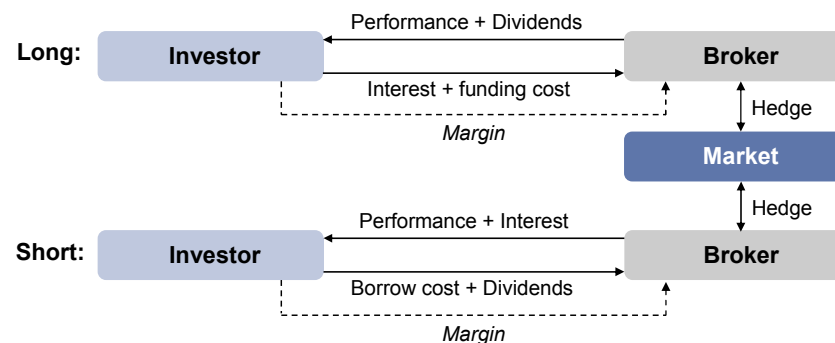 Performance + Dividends
Long:
Investor
Broker
Interest + funding cost
Hedge
Margin
Market
Hedge
Performance + Interest
Short:
Investor
Broker
Borrow cost + Dividends
Margin